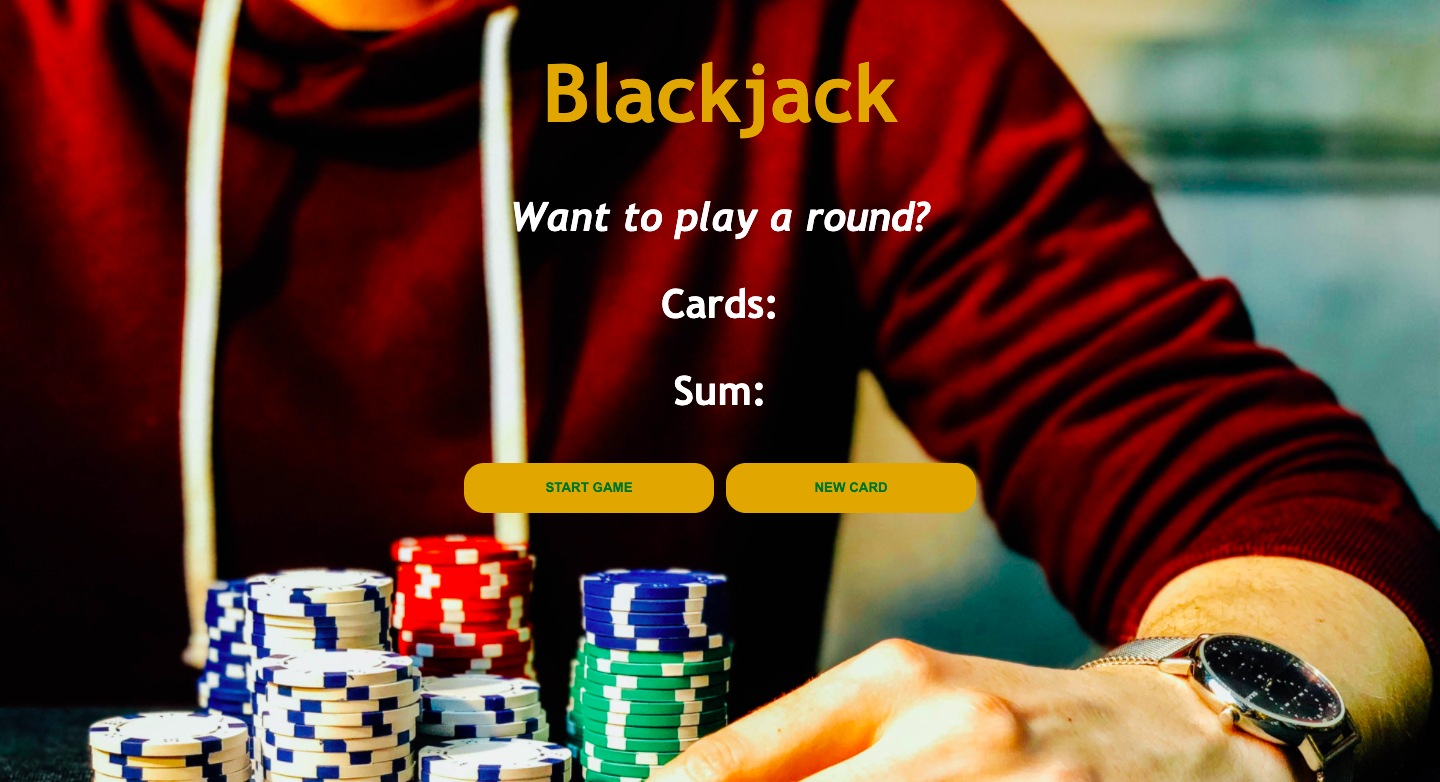 Blackjack
Want to play a round?
Cards:
Sum:
START GAME
NEW CARD